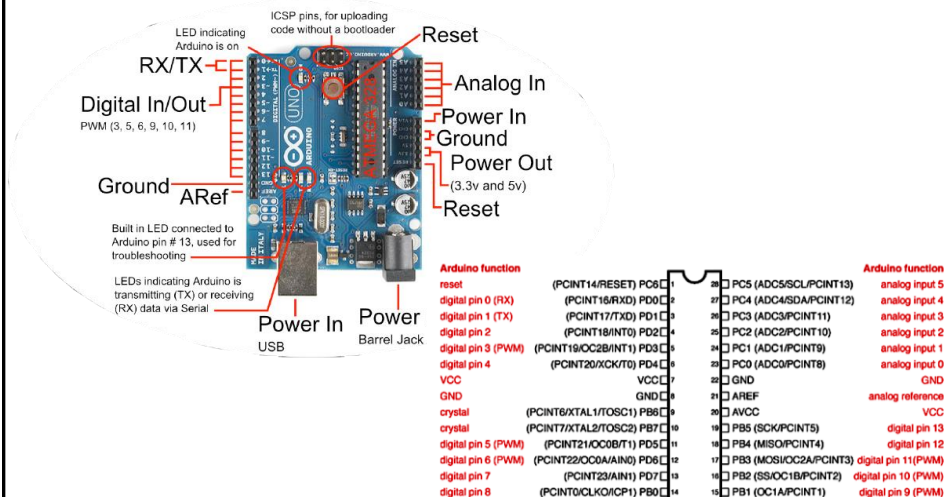 ICSP pins, for uploading
code without a bootloader
LED indicating
Arduino is on
Reset
RX/TX
Analog In
Digital In/Out
PWM (3, 5, 6, 9, 10, 11)
Power In
Ground
Power Out
(3.3v and 5v)
Reset
Ground
ARef
Built in LED connected to
Arduino pin # 13, used for
troubleshooting
LEDs indicating Arduino is
transmitting (TX) or receiving
(RX) data via Serial
Power In
USB
Power
Barrel Jack
ATMEGA 328
UNO
ARDUINO
DIGITAL (PWM~)
ANALOG IN
POWER
MADE
IN ITALY
Arduino function Arduino function
reset (PCINT14/RESET) PC6 1 28 PC5 (ADC5/SCL/PCINT13) analog input 5
digital pin 0 (RX) (PCINT16/RXD) PD0 2 27 PC4 (ADC4/SDA/PCINT12) analog input 4
digital pin 1 (TX) (PCINT17/TXD) PD1 3 26 PC3 (ADC3/PCINT11) analog input 3
digital pin 2 (PCINT18/INT0) PD2 4 25 PC2 (ADC2/PCINT10) analog input 2
digital pin 3 (PWM) (PCINT19/OC2B/INT1) PD3 5 24 PC1 (ADC1/PCINT9) analog input 1
digital pin 4 (PCINT20/XCK/T0) PD4 6 23 PC0 (ADC0/PCINT8) analog input 0
VCC VCC 7 22 GND GND
GND GND 8 21 AREF analog reference
crystal (PCINT6/XTAL1/TOSC1) PB6 9 20 AVCC VCC
crystal (PCINT7/XTAL2/TOSC2) PB7 10 19 PB5 (SCK/PCINT5) digital pin 13
digital pin 5 (PWM) (PCINT21/OC0B/T1) PD5 11 18 PB4 (MISO/PCINT4) digital pin 12
digital pin 6 (PWM) (PCINT22/OC0A/AIN0) PD6 12 17 PB3 (MOSI/OC2A/PCINT3) digital pin 11(PWM)
digital pin 7 (PCINT23/AIN1) PD7 13 16 PB2 (SS/OC1B/PCINT2) digital pin 10 (PWM)
digital pin 8 (PCINT0/CLKO/ICP1) PB0 14 15 PB1 (OC1A/PCINT1) digital pin 9 (PWM)